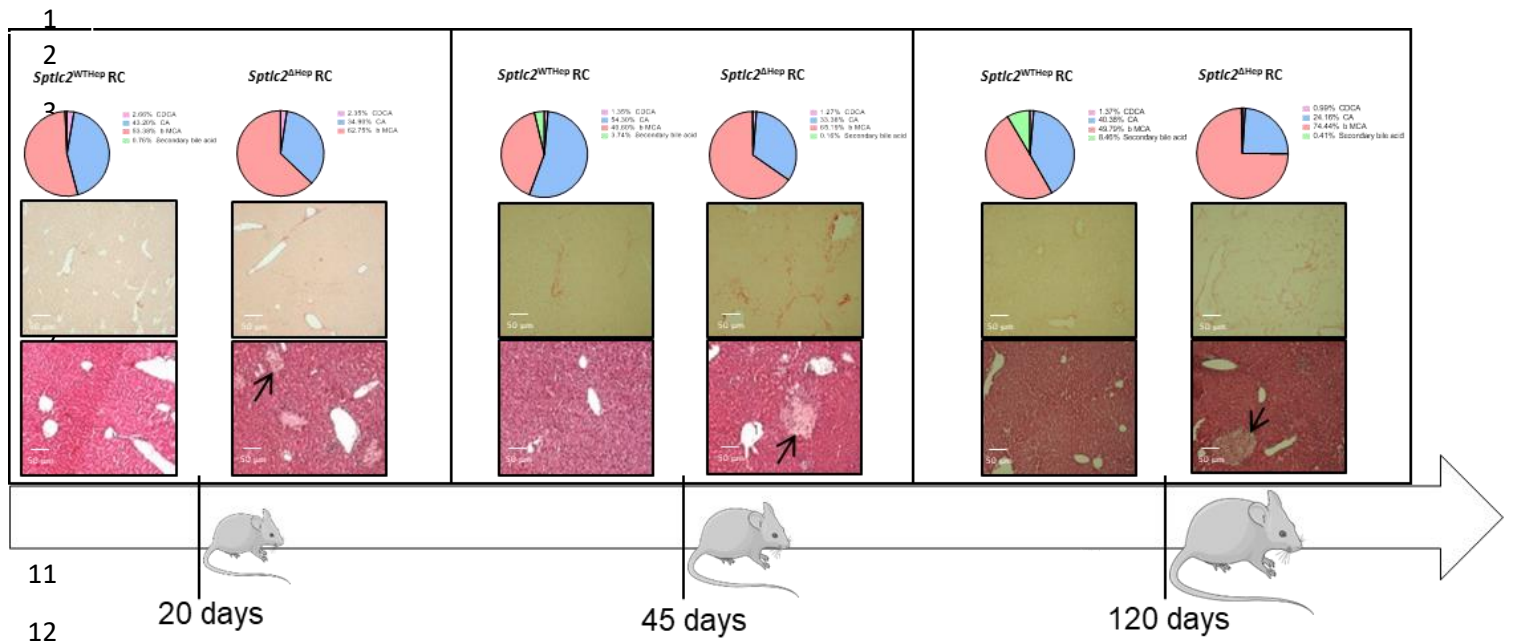 1
2
Sptlc2WTHep RC
Sptlc2ΔHep RC
3
2.66% CDCA
43.20% CA
53.38% b MCA
0.76% Secondary bile acid
2.35% CDCA
34.90% CA
62.75% b MCA
50 µm
50 µm
50 µm
50 µm
Sptlc2WTHep RC
Sptlc2ΔHep RC
1.35% CDCA
54.30% CA
40.60% b MCA
3.74% Secondary bile acid
1.27% CDCA
33.38% CA
65.18% b MCA
0.16% Secondary bile acid
50 µm
50 µm
50 µm
50 µm
Sptlc2WTHep RC
Sptlc2ΔHep RC
1.37% CDCA
40.38% CA
49.79% b MCA
8.46% Secondary bile acid
0.99% CDCA
24.16% CA
74.44% b MCA
0.41% Secondary bile acid
50 µm
50 µm
50 µm
50 µm
11
20 days
45 days
120 days
12